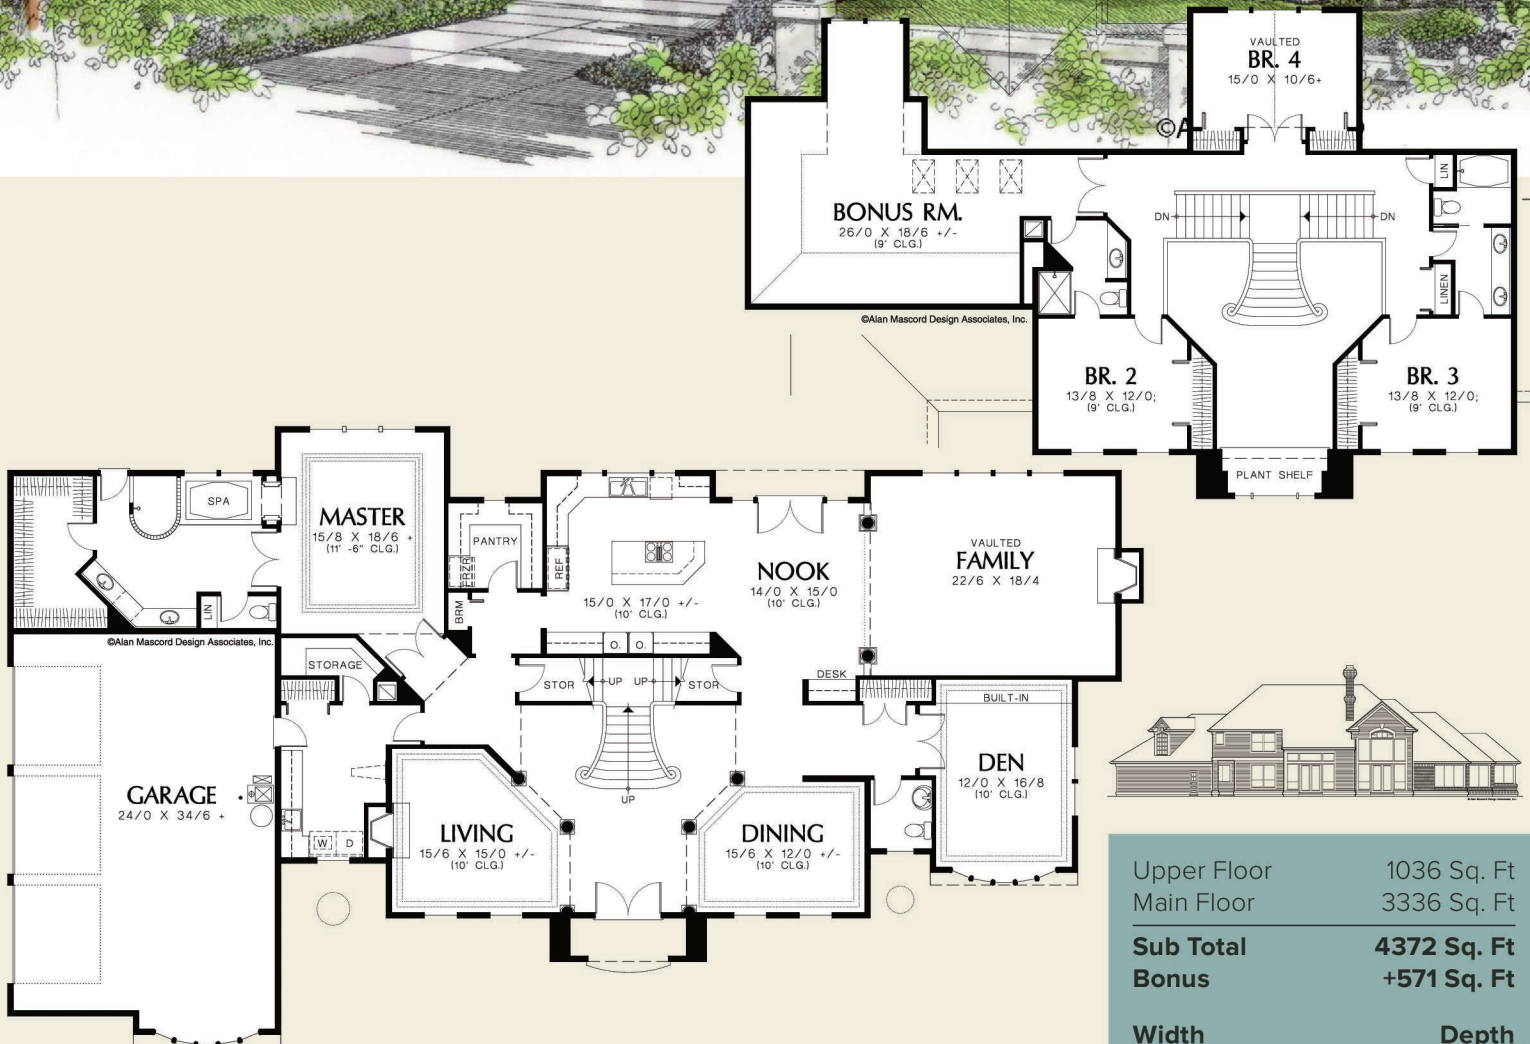 VAULTED
BR. 4
15/0 X 10/6+
©A
BONUS RM.
26/0 X 18/6 +/-
(9' CLG.)
LIN
DN
DN
LINEN
©Alan Mascord Design Associates, Inc.
BR. 2
13/8 X 12/0;
(9' CLG.)
BR. 3
13/8 X 12/0;
(9' CLG.)
PLANT SHELF
SPA
MASTER
15/8 X 18/6 +
(11' -6" CLG.)
PANTRY
FRZR
REF
BRM
LIN
15/0 X 17/0 +/-
(10' CLG.)
NOOK
14/0 X 15/0
(10' CLG.)
VAULTED
FAMILY
22/6 X 18/4
©Alan Mascord Design Associates, Inc.
O.
O.
STORAGE
STOR
UP
UP
STOR
DESK
BUILT-IN
DEN
12/0 X 16/8
(10' CLG.)
UP
GARAGE
24/0 X 34/6 +
W
D
LIVING
15/6 X 15/0 +/-
(10' CLG.)
DINING
15/6 X 12/0 +/-
(10' CLG.)
Upper Floor 1036 Sq. Ft
Main Floor 3336 Sq. Ft
Sub Total 4372 Sq. Ft
Bonus +571 Sq. Ft
Width Depth